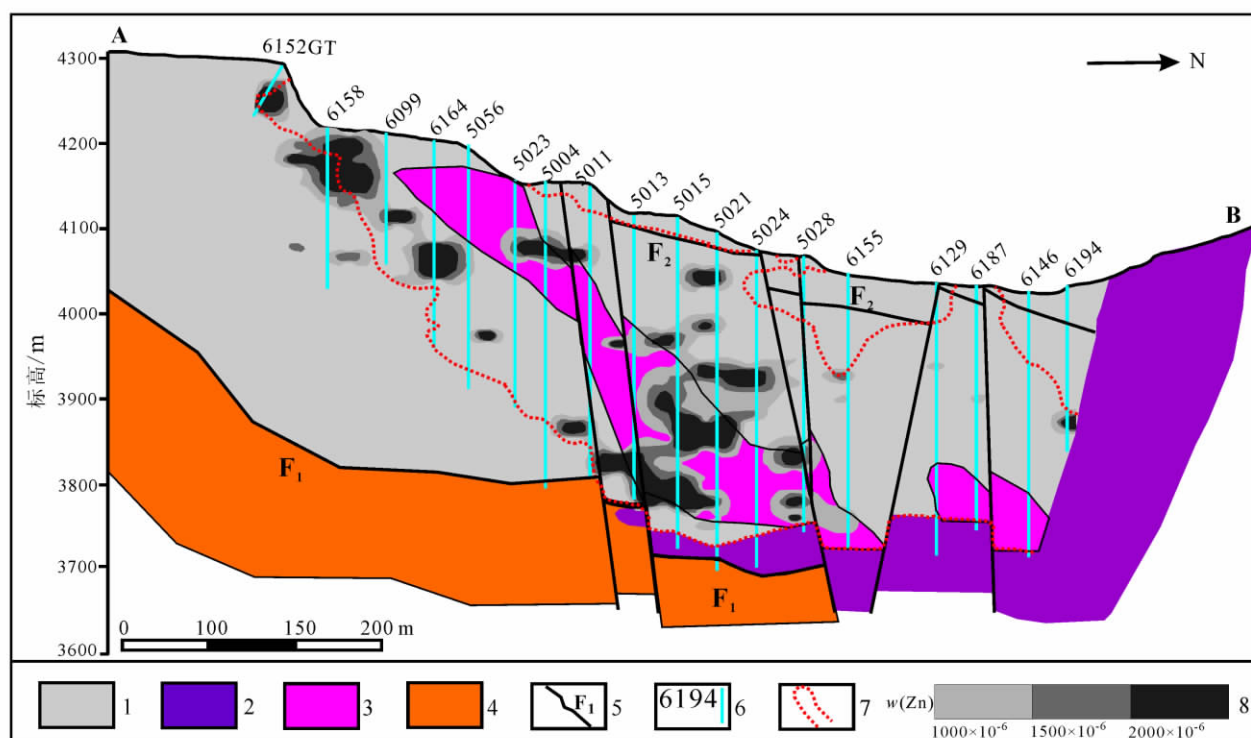 A
6152GT
N
4300
6158
6099
6164
5056
5023
5004
5011
5013
5015
5021
5024
5028
6155
6129
6187
6146
6194
B
4200
4100
4000
3900
3800
3700
3600
标高/m
F₂
F₂
F₁
F₁
0 100 150 200 m
1
2
3
4
F₁ 5
6194 6
7
w(Zn) 8
1000×10⁻⁶ 1500×10⁻⁶ 2000×10⁻⁶